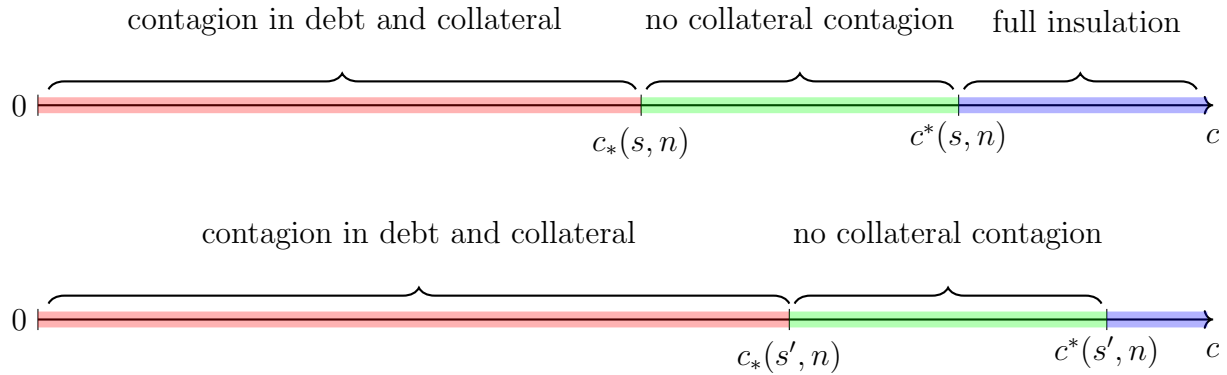 contagion in debt and collateral no collateral contagion full insulation
0
c_*(s, n) c^*(s, n) c
contagion in debt and collateral no collateral contagion
0
c_*(s′, n) c^*(s′, n) c